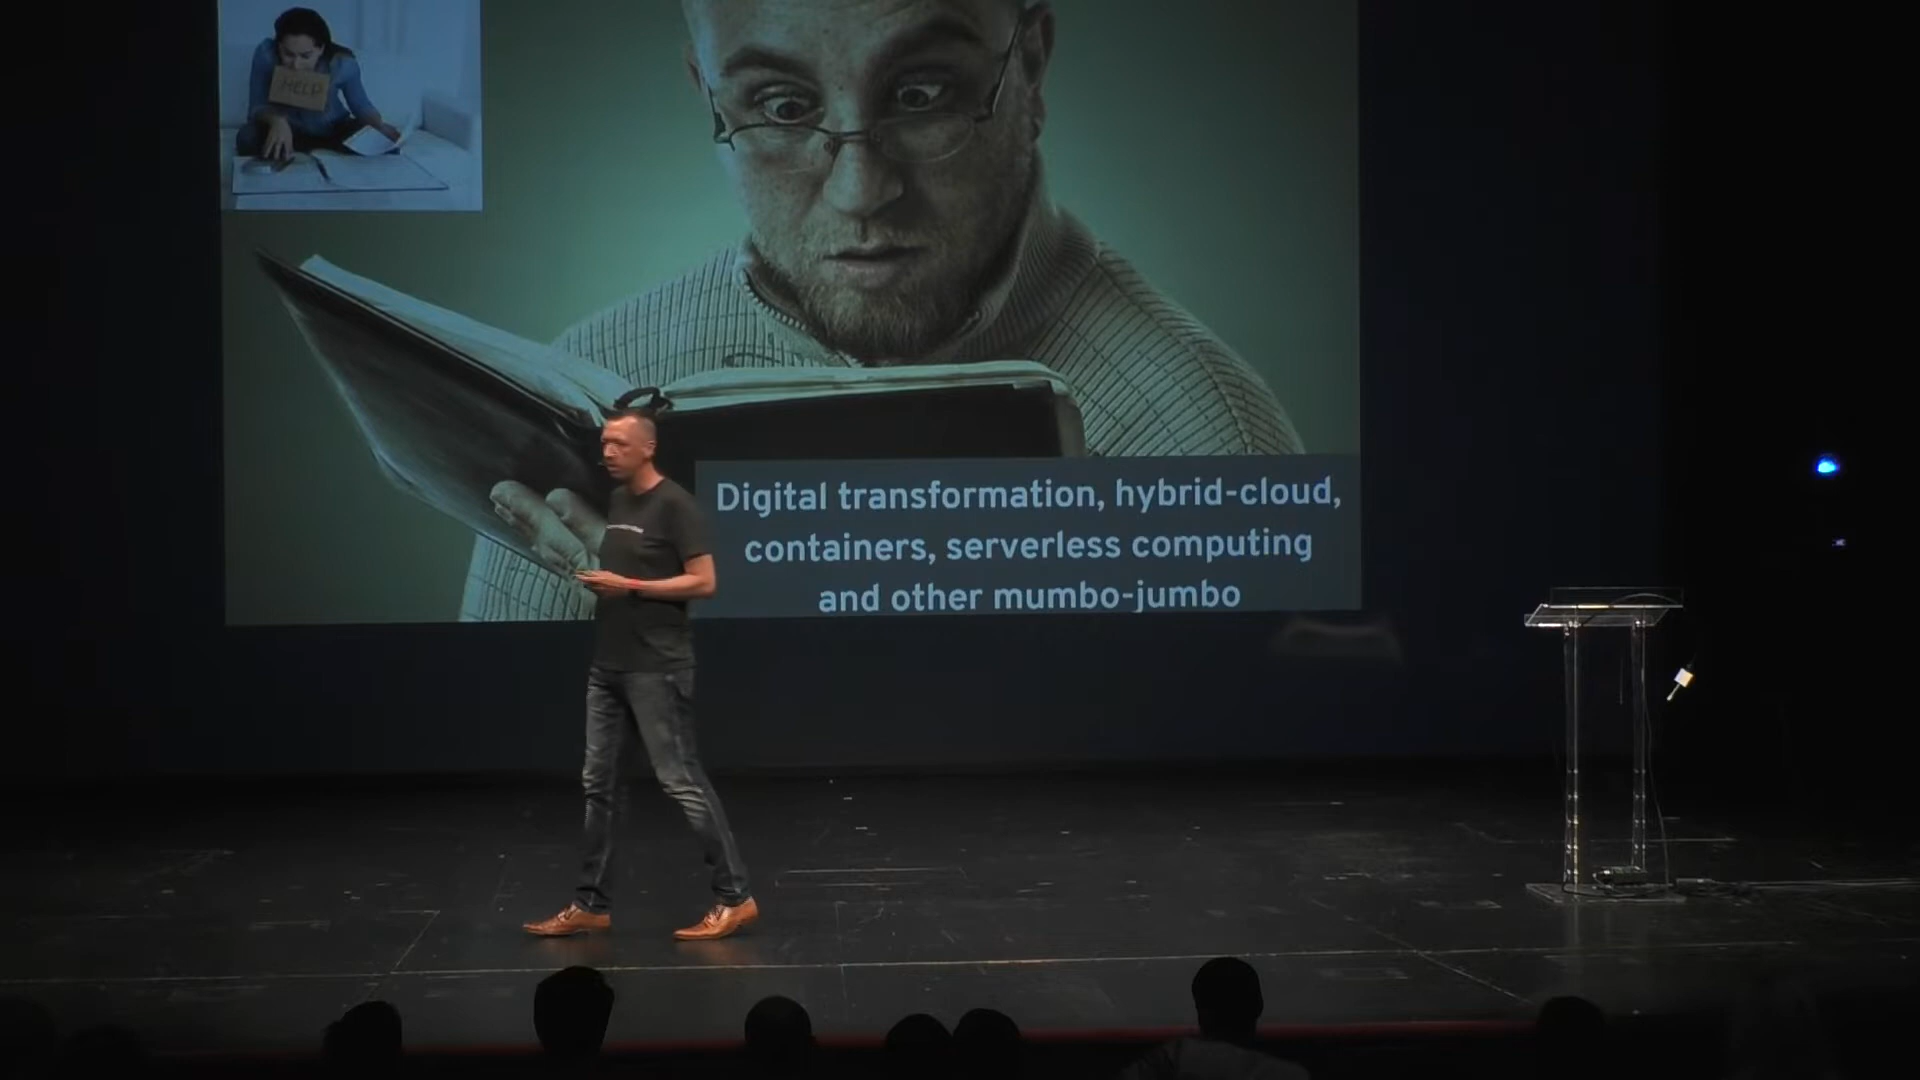 HELP
Digital transformation, hybrid-cloud,
containers, serverless computing
and other mumbo-jumbo